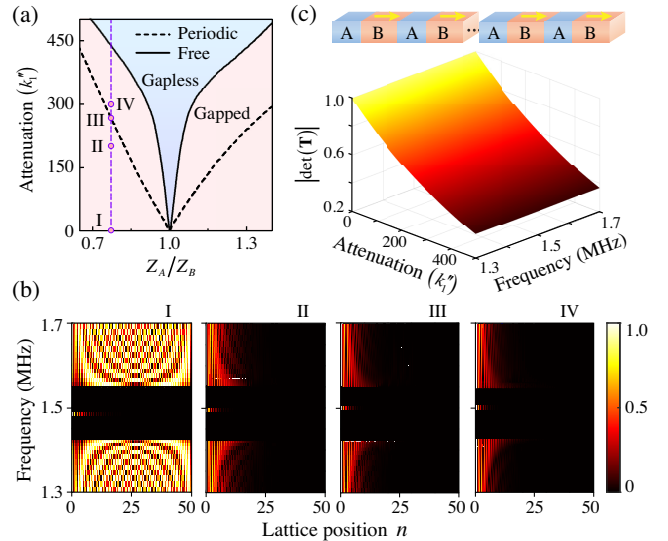 (a)
450
300
150
0
Attenuation (k″l)
0.7
1.0
1.3
Z_A/Z_B
Periodic
Free
Gapless
Gapped
IV
III
II
I
(c)
A B A B ... A B A B
|det(T)|
1.0
0.6
0.2
0
200
400
Attenuation (k″l)
1.3
1.5
1.7
Frequency (MHz)
(b)
I
II
III
IV
1.7
1.5
1.3
Frequency (MHz)
0 25 50
0 25 50
0 25 50
0 25 50
Lattice position n
1.0
0.5
0